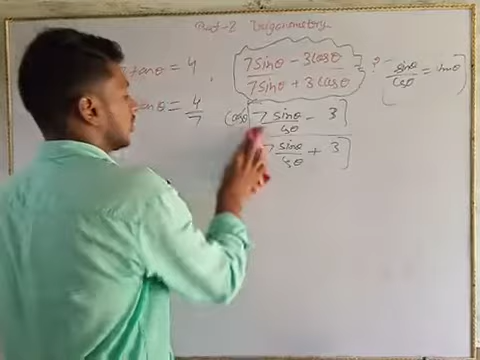 Part-2 Trigonometry
tanθ = 4 , 7sinθ - 3cosθ / 7sinθ + 3cosθ ? [ sinθ / cosθ = tanθ ]
anθ = 4/7
cosθ [ 7 sinθ/cosθ - 3 ]
7 sinθ/cosθ + 3 ]